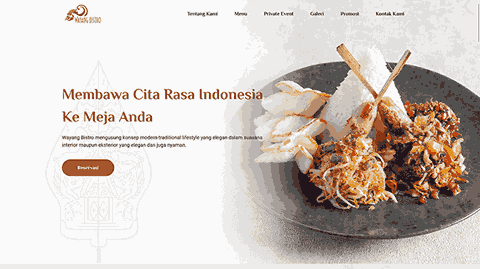 WAYANG BISTRO
Tentang Kami Menu Private Event Galeri Promosi Kontak Kami
Membawa Cita Rasa Indonesia
Ke Meja Anda
Wayang Bistro mengusung konsep modern-traditional lifestyle yang elegan dalam suasana
interior maupun eksterior yang elegan dan juga nyaman.
Reservasi